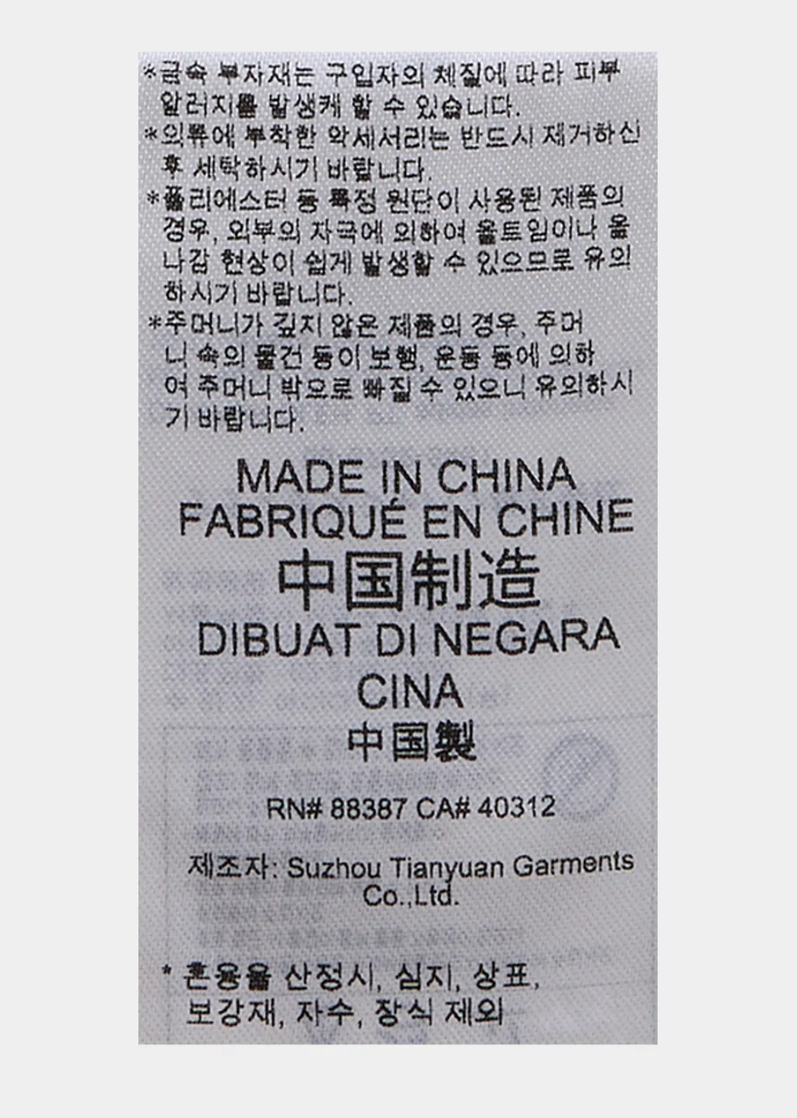 *금속 부자재는 구입자의 체질에 따라 피부
알러지를 발생케 할 수 있습니다.
*의류에 부착한 악세서리는 반드시 제거하신
후 세탁하시기 바랍니다.
*폴리에스터 등 특정 원단이 사용된 제품의
경우, 외부의 자극에 의하여 올트임이나 올
나감 현상이 쉽게 발생할 수 있으므로 유의
하시기 바랍니다.
*주머니가 깊지 않은 제품의 경우, 주머
니 속의 물건 등이 보행, 운동 등에 의하
여 주머니 밖으로 빠질 수 있으니 유의하시
기 바랍니다.
MADE IN CHINA
FABRIQUÉ EN CHINE
中国制造
DIBUAT DI NEGARA
CINA
中国製
RN# 88387 CA# 40312
제조자: Suzhou Tianyuan Garments
Co.,Ltd.
* 혼용율 산정시, 심지, 상표,
보강재, 자수, 장식 제외